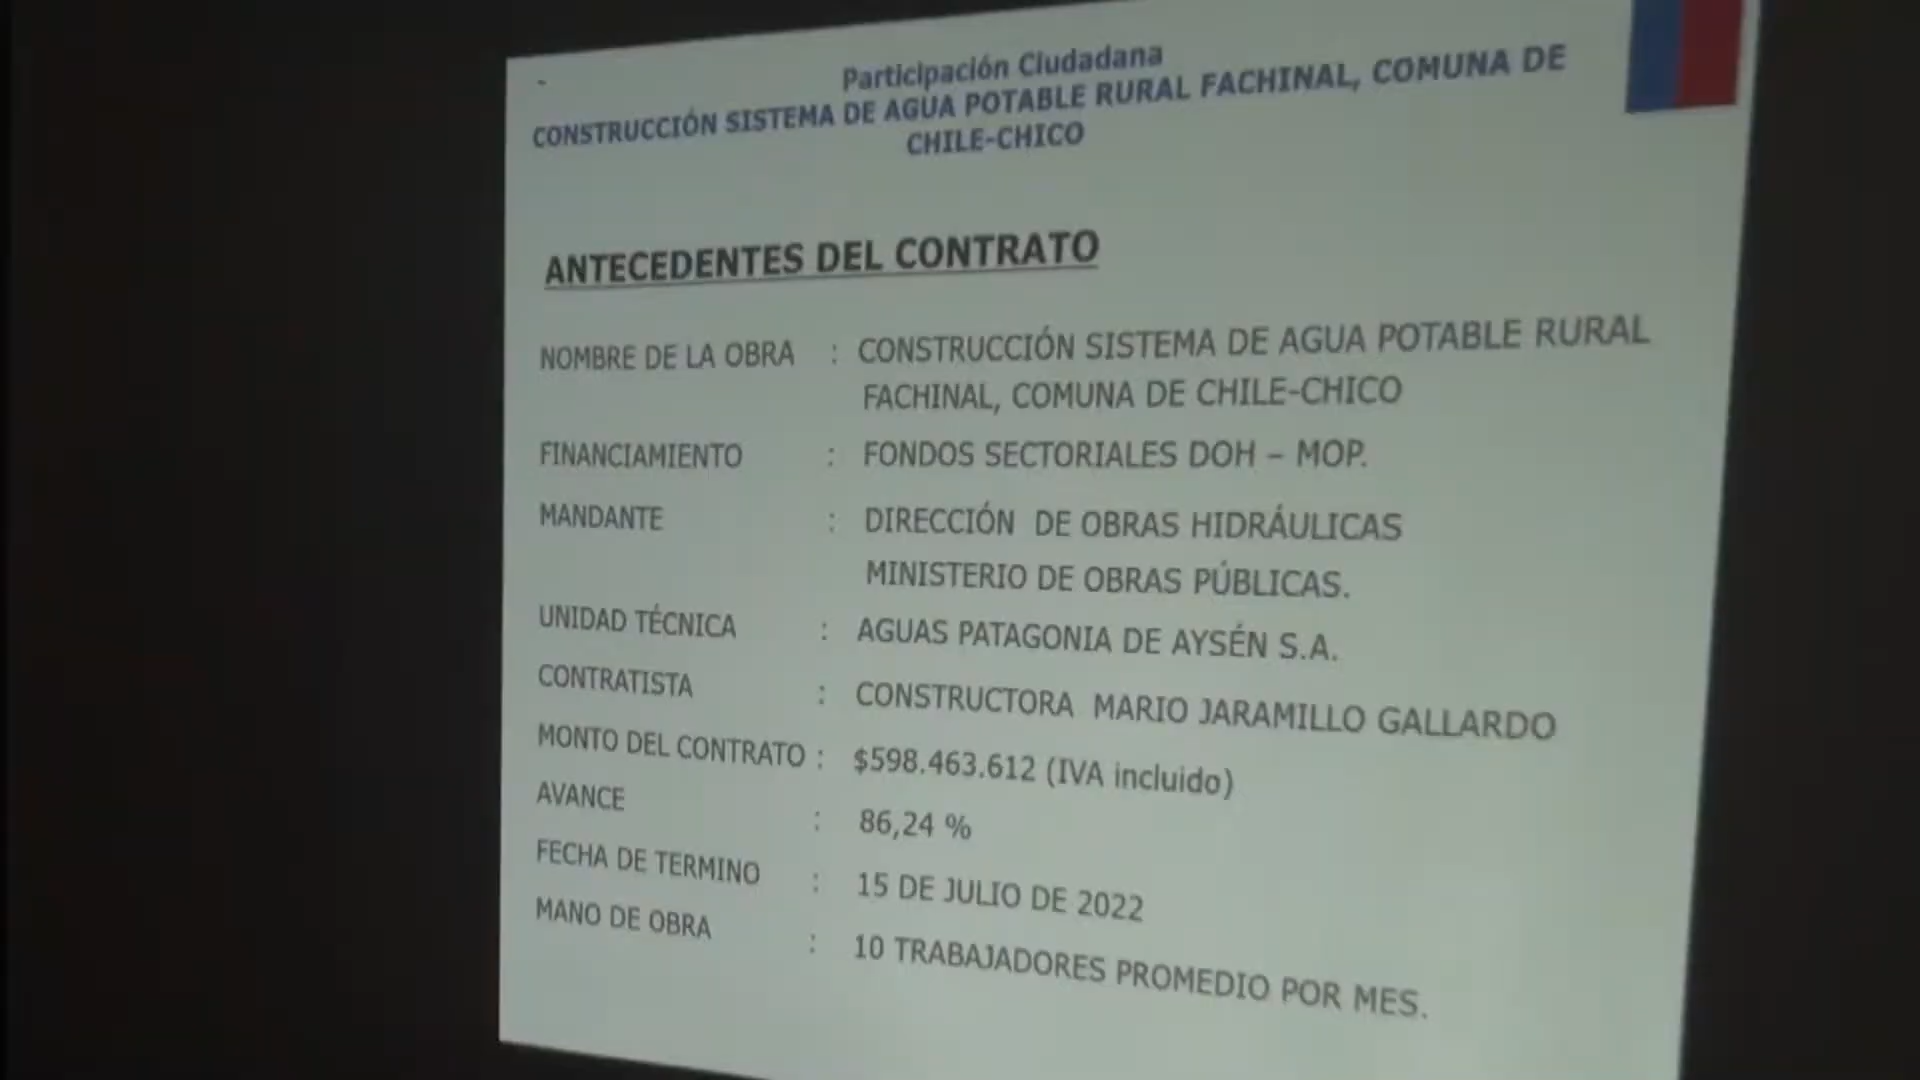 Participación Ciudadana
CONSTRUCCIÓN SISTEMA DE AGUA POTABLE RURAL FACHINAL, COMUNA DE
CHILE-CHICO
ANTECEDENTES DEL CONTRATO
NOMBRE DE LA OBRA : CONSTRUCCIÓN SISTEMA DE AGUA POTABLE RURAL
FACHINAL, COMUNA DE CHILE-CHICO
FINANCIAMIENTO : FONDOS SECTORIALES DOH – MOP.
MANDANTE : DIRECCIÓN DE OBRAS HIDRÁULICAS
MINISTERIO DE OBRAS PÚBLICAS.
UNIDAD TÉCNICA : AGUAS PATAGONIA DE AYSÉN S.A.
CONTRATISTA : CONSTRUCTORA MARIO JARAMILLO GALLARDO
MONTO DEL CONTRATO : $598.463.612 (IVA incluido)
AVANCE : 86,24 %
FECHA DE TERMINO : 15 DE JULIO DE 2022
MANO DE OBRA : 10 TRABAJADORES PROMEDIO POR MES.